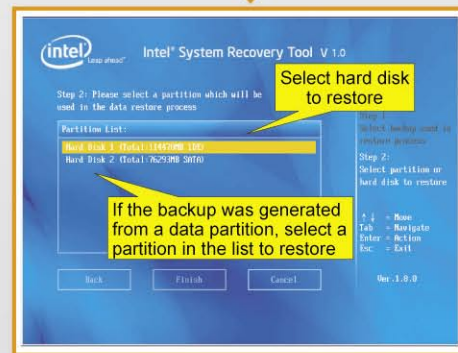 intel
Leap ahead™
Intel® System Recovery Tool V 1.0
Select hard disk
to restore
Step 2: Please select a partition which will be
used in the data restore process
Partition List:
Hard Disk 1 (Total:114470MB IDE)
Hard Disk 2 (Total:76293MB SATA)
If the backup was generated
from a data partition, select a
partition in the list to restore
Back
Finish
Cancel
Step 1
Select backup used in
restore process
Step 2:
Select partition or
hard disk to restore
↑↓ = Move
Tab = Navigate
Enter = Action
Esc = Exit
Ver.1.0.0